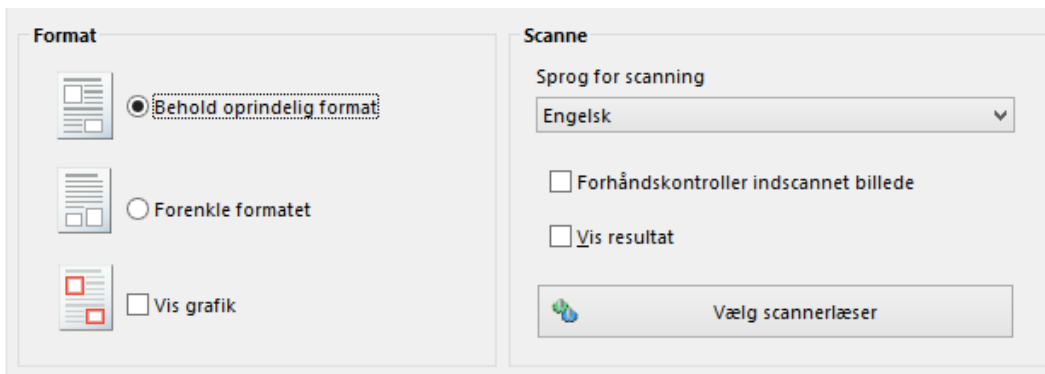 Format
Behold oprindelig format
Forenkle formatet
Vis grafik
Scanne
Sprog for scanning
Engelsk
Forhåndskontroller indscannet billede
Vis resultat
Vælg scannerlæser